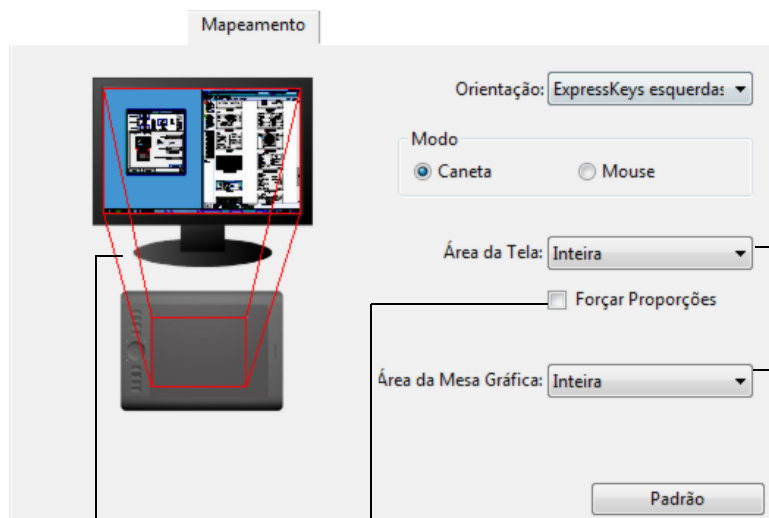 Mapeamento
Orientação: ExpressKeys esquerdas
Modo
Caneta Mouse
Área da Tela: Inteira
Forçar Proporções
Área da Mesa Gráfica: Inteira
Padrão